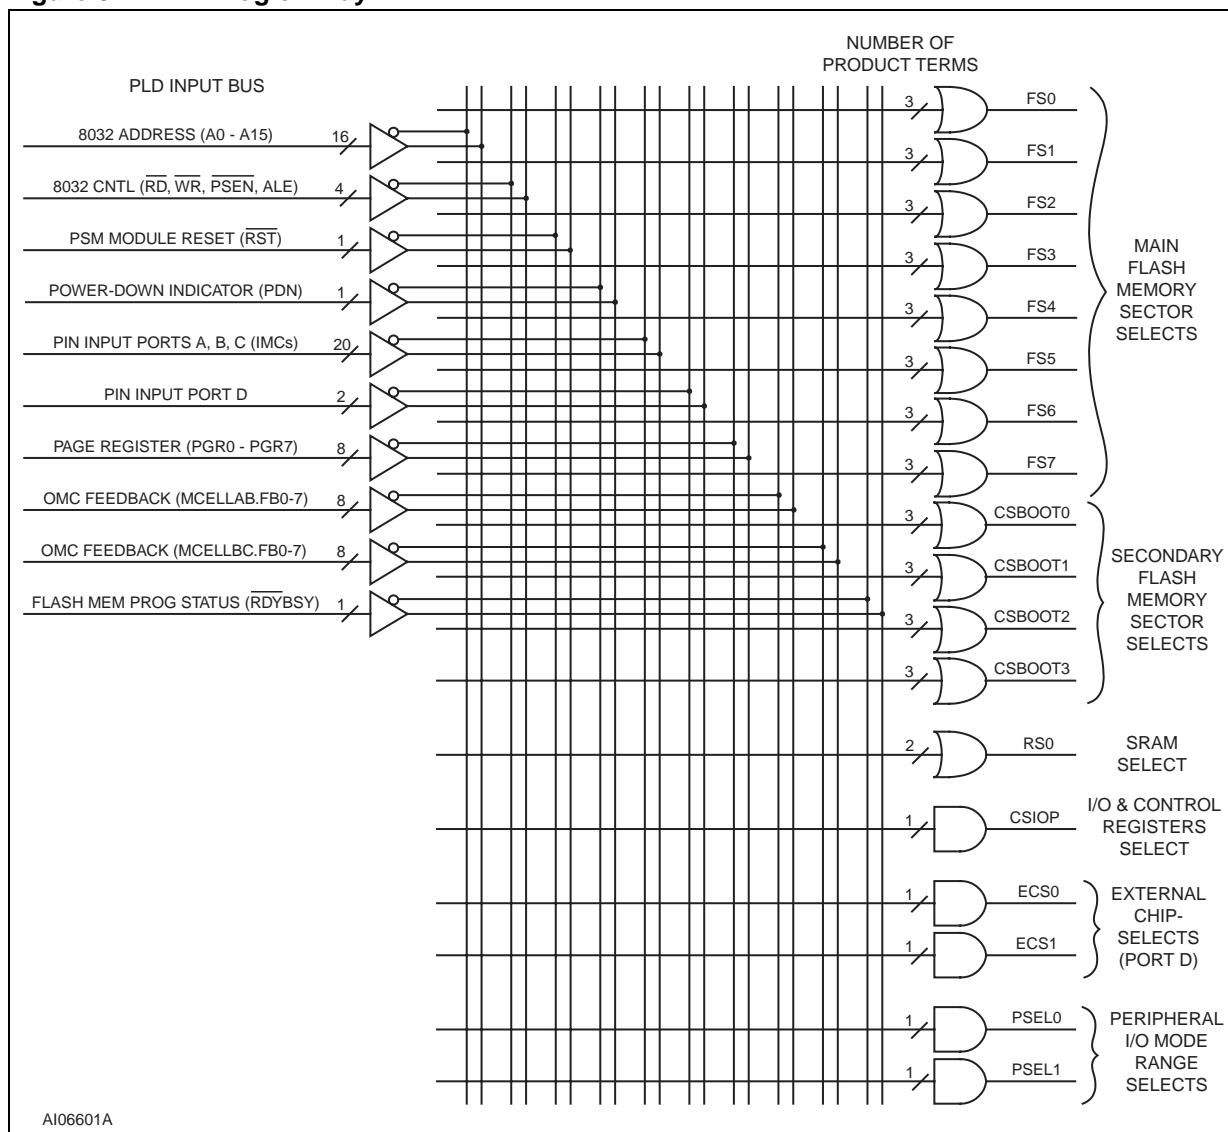 NUMBER OF
PRODUCT TERMS
PLD INPUT BUS
8032 ADDRESS (A0 - A15)
16
8032 CNTL (R̅D̅, W̅R̅, P̅S̅E̅N̅, ALE)
4
PSM MODULE RESET (R̅S̅T̅)
1
POWER-DOWN INDICATOR (PDN)
1
PIN INPUT PORTS A, B, C (IMCs)
20
PIN INPUT PORT D
2
PAGE REGISTER (PGR0 - PGR7)
8
OMC FEEDBACK (MCELLAB.FB0-7)
8
OMC FEEDBACK (MCELLBC.FB0-7)
8
FLASH MEM PROG STATUS (R̅D̅Y̅BSY)
1
3 FS0
3 FS1
3 FS2
3 FS3
3 FS4
3 FS5
3 FS6
3 FS7
MAIN
FLASH
MEMORY
SECTOR
SELECTS
3 CSBOOT0
3 CSBOOT1
3 CSBOOT2
3 CSBOOT3
SECONDARY
FLASH
MEMORY
SECTOR
SELECTS
2 RS0
SRAM
SELECT
1 CSIOP
I/O & CONTROL
REGISTERS
SELECT
1 ECS0
1 ECS1
EXTERNAL
CHIP-
SELECTS
(PORT D)
1 PSEL0
1 PSEL1
PERIPHERAL
I/O MODE
RANGE
SELECTS
AI06601A